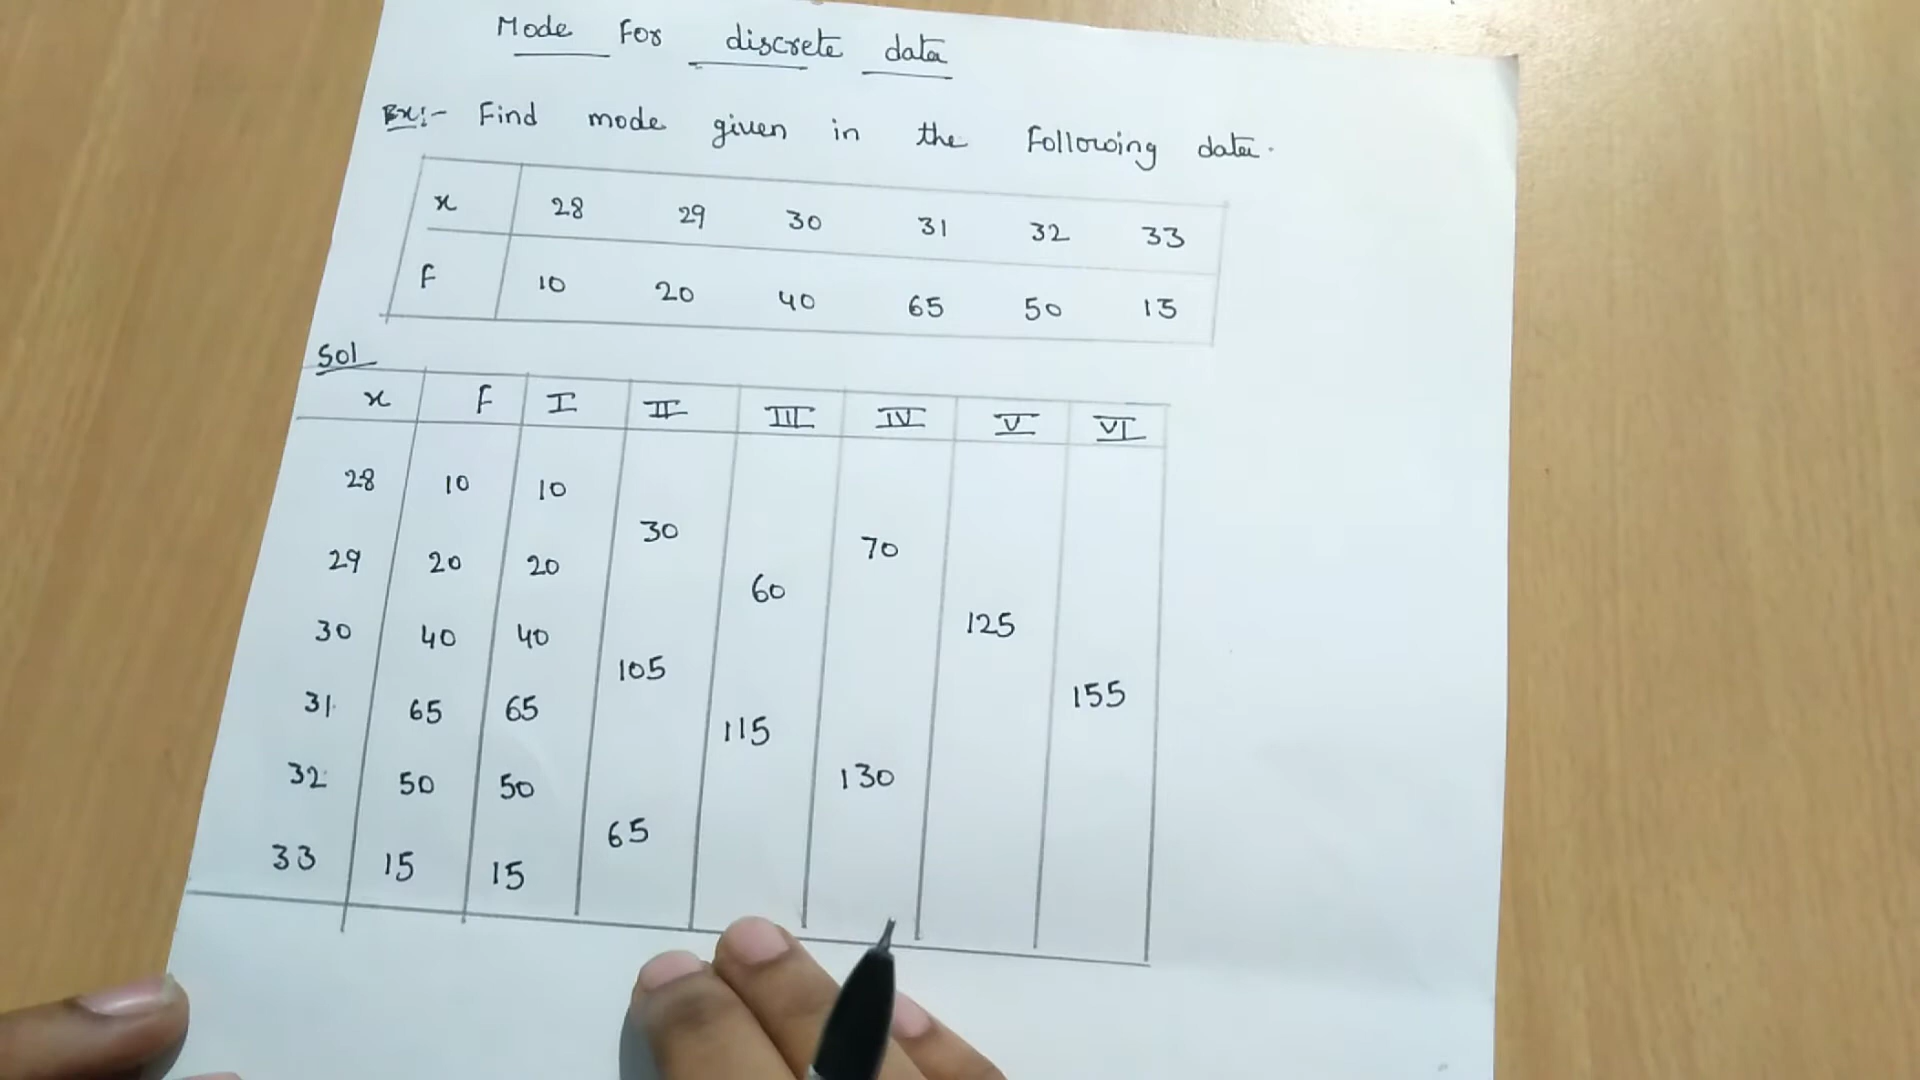 Mode For discrete data
Ex:- Find mode given in the Following data.
x 28 29 30 31 32 33
F 10 20 40 65 50 15
Sol
x F I II III IV V VI
28 10 10
30 70
29 20 20
60
125
30 40 40
105
155
31 65 65
115
32 50 50
130
65
33 15 15